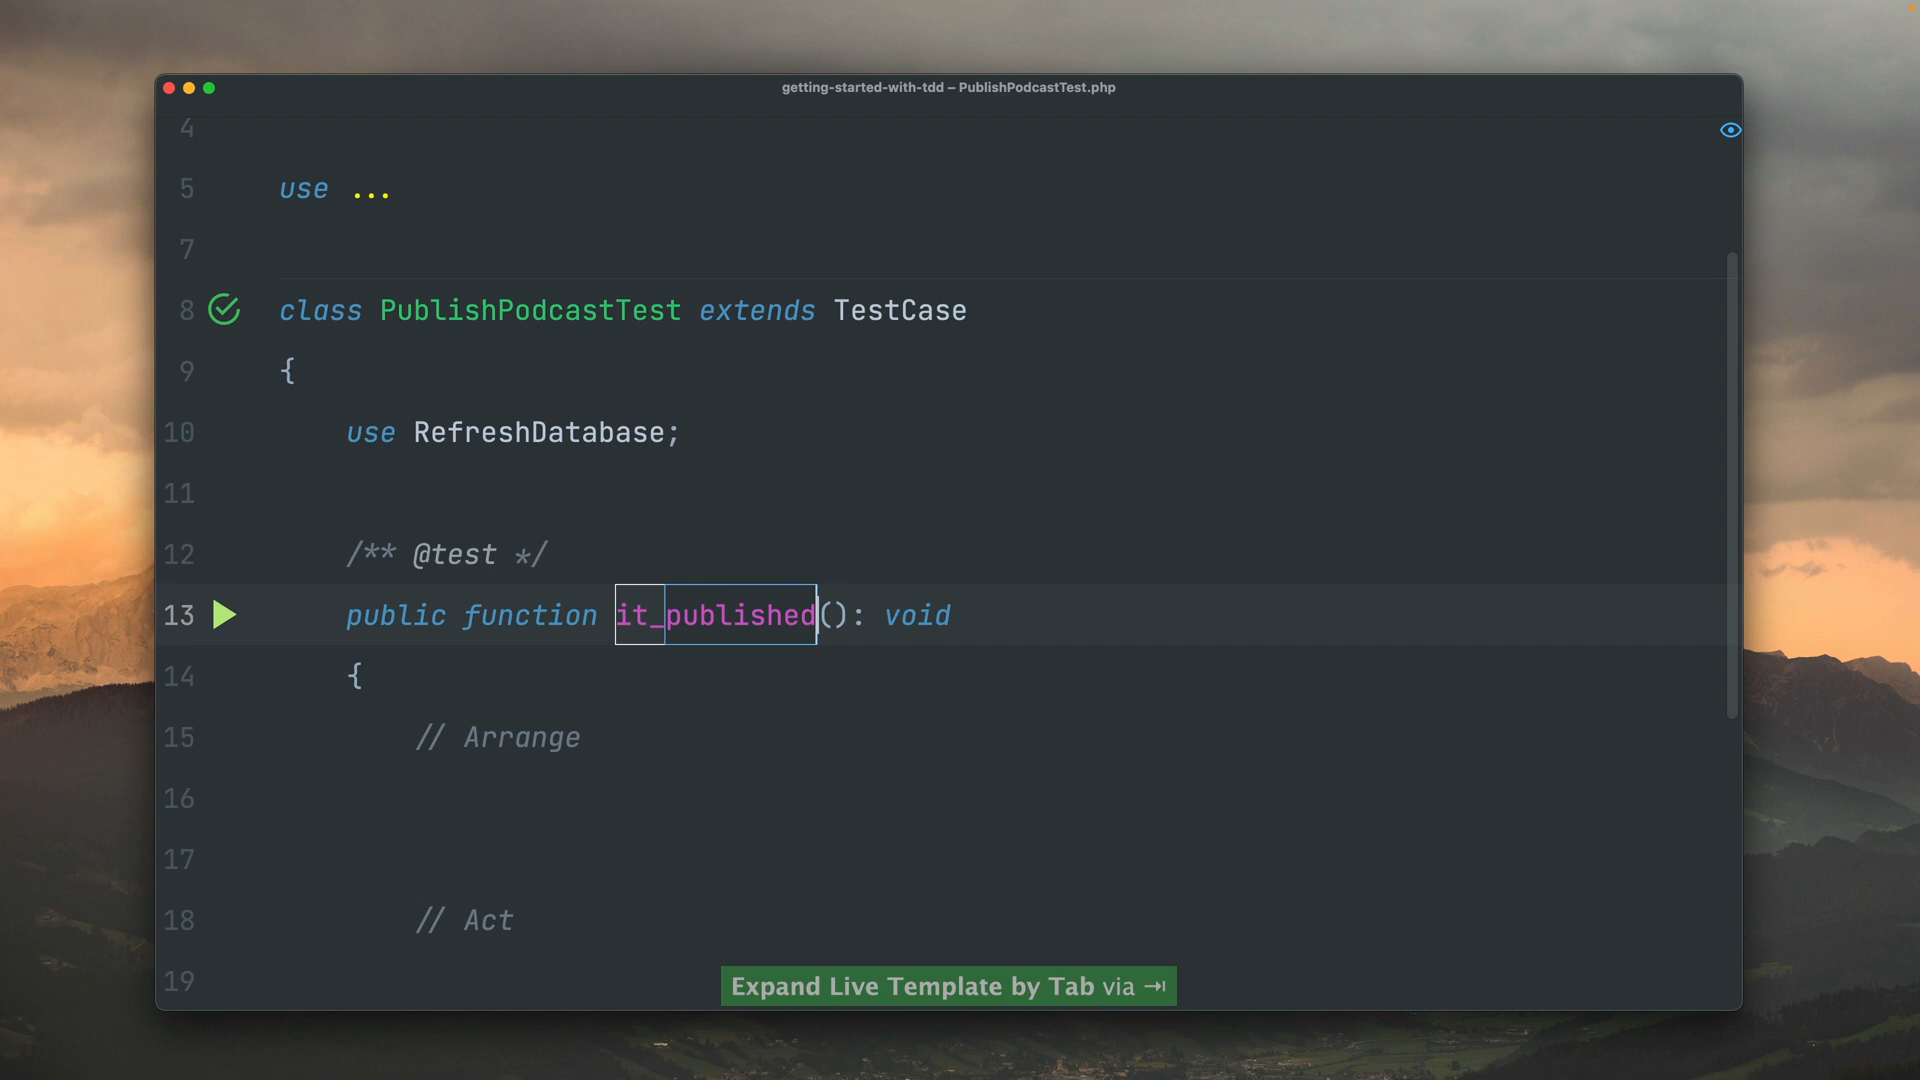 getting-started-with-tdd – PublishPodcastTest.php
4
5 use ...
7
8 class PublishPodcastTest extends TestCase
9 {
10 use RefreshDatabase;
11
12 /** @test */
13 public function it_published(): void
14 {
15 // Arrange
16
17
18 // Act
19
Expand Live Template by Tab via ⇥